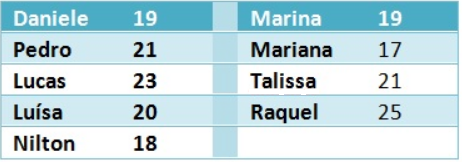 Daniele 19 Marina 19
Pedro 21 Mariana 17
Lucas 23 Talissa 21
Luísa 20 Raquel 25
Nilton 18